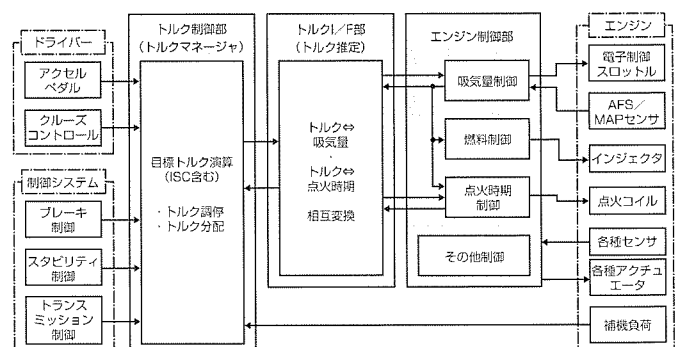 ドライバー
アクセル
ペダル
クルーズ
コントロール
制御システム
ブレーキ
制御
スタビリティ
制御
トランス
ミッション
制御
トルク制御部
(トルクマネージャ)
目標トルク演算
(ISC含む)
・トルク調停
・トルク分配
トルクI／F部
(トルク推定)
トルク⇔
吸気量
・
トルク⇔
点火時期
相互変換
エンジン制御部
吸気量制御
燃料制御
点火時期
制御
その他制御
エンジン
電子制御
スロットル
AFS／
MAPセンサ
インジェクタ
点火コイル
各種センサ
各種アクチュ
エータ
補機負荷